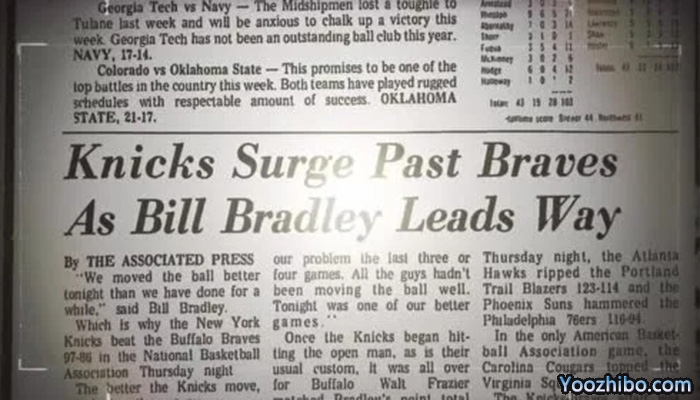 Georgia Tech vs Navy — The Midshipmen lost a toughie to
Tulane last week and will be anxious to chalk up a victory this
week. Georgia Tech has not been an outstanding ball club this year.
NAVY, 17-14.
Colorado vs Oklahoma State — This promises to be one of the
top battles in the country this week. Both teams have played rugged
schedules with respectable amount of success. OKLAHOMA
STATE, 21-17.
Knicks Surge Past Braves
As Bill Bradley Leads Way
By THE ASSOCIATED PRESS
"We moved the ball better
tonight than we have done for a
while," said Bill Bradley.
Which is why the New York
Knicks beat the Buffalo Braves
97-86 in the National Basketball
Association Thursday night
The better the Knicks move,
our problem the last three or
four games. All the guys hadn't
been moving the ball well.
Tonight was one of our better
games."
Once the Knicks began hit-
ting the open man, as is their
usual custom, it was all over
for Buffalo Walt Frazier
matched Bradley's point total
Thursday night, the Atlanta
Hawks ripped the Portland
Trail Blazers 123-114 and the
Phoenix Suns hammered the
Philadelphia 76ers 116-94.
In the only American Basket-
ball Association game, the
Carolina Cougars topped the
Virginia
The
Yoozhibo.com